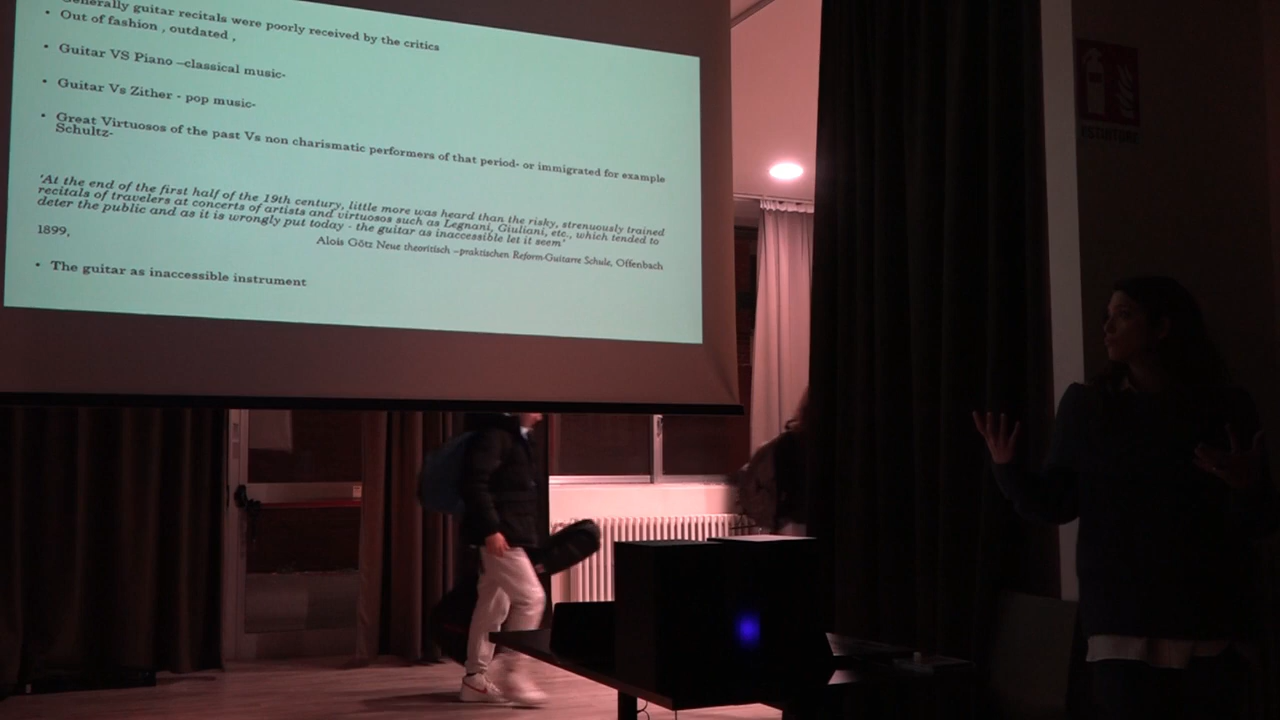 Generally guitar recitals were poorly received by the critics
• Out of fashion , outdated ,
• Guitar VS Piano –classical music-
• Guitar Vs Zither - pop music-
• Great Virtuosos of the past Vs non charismatic performers of that period- or immigrated for example
Schultz-
'At the end of the first half of the 19th century, little more was heard than the risky, strenuously trained
recitals of travelers at concerts of artists and virtuosos such as Legnani, Giuliani, etc., which tended to
deter the public and as it is wrongly put today - the guitar as inaccessible let it seem'
Alois Götz Neue theoritisch –praktischen Reform-Guitarre Schule, Offenbach
1899,
• The guitar as inaccessible instrument
ESTINTORE